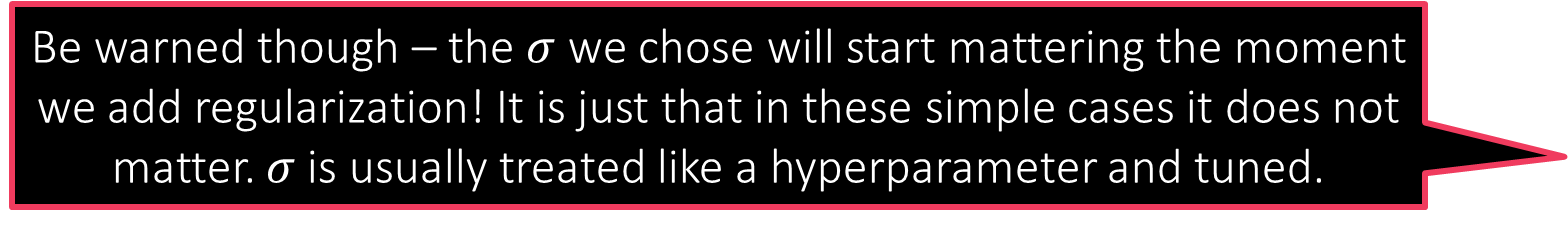 Be warned though – the 𝜎 we chose will start mattering the moment
we add regularization! It is just that in these simple cases it does not
matter. 𝜎 is usually treated like a hyperparameter and tuned.